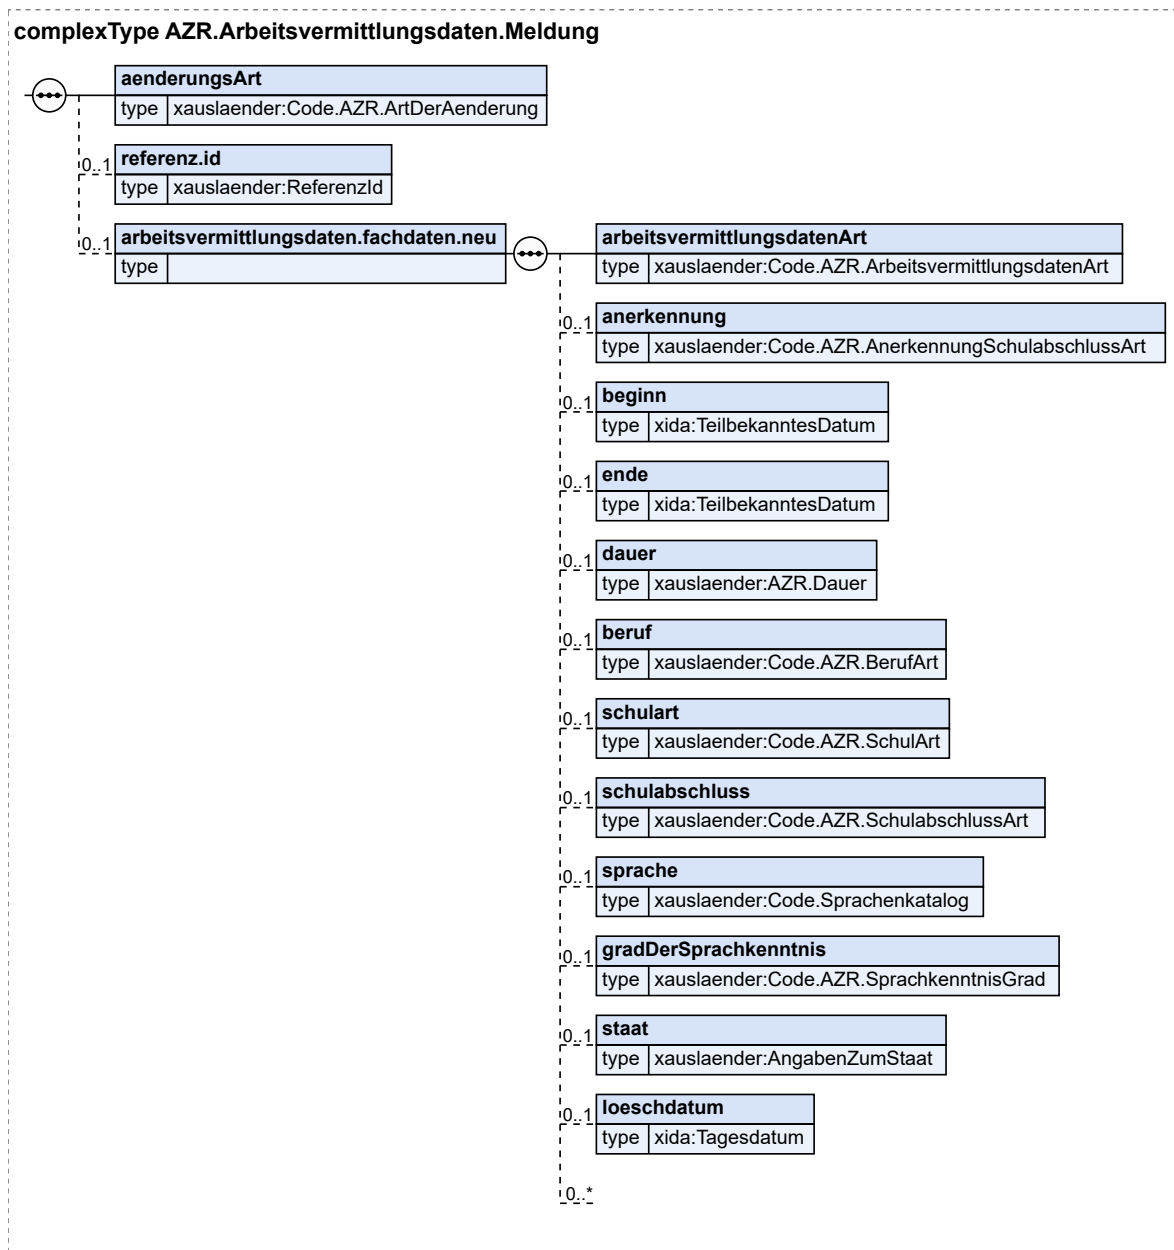 complexType AZR.Arbeitsvermittlungsdaten.Meldung
aenderungsArt
type xauslaender:Code.AZR.ArtDerAenderung
0..1 referenz.id
type xauslaender:ReferenzId
0..1 arbeitsvermittlungsdaten.fachdaten.neu
type
arbeitsvermittlungsdatenArt
type xauslaender:Code.AZR.ArbeitsvermittlungsdatenArt
0..1 anerkennung
type xauslaender:Code.AZR.AnerkennungSchulabschlussArt
0..1 beginn
type xida:TeilbekanntesDatum
0..1 ende
type xida:TeilbekanntesDatum
0..1 dauer
type xauslaender:AZR.Dauer
0..1 beruf
type xauslaender:Code.AZR.BerufArt
0..1 schulart
type xauslaender:Code.AZR.SchulArt
0..1 schulabschluss
type xauslaender:Code.AZR.SchulabschlussArt
0..1 sprache
type xauslaender:Code.Sprachenkatalog
0..1 gradDerSprachkenntnis
type xauslaender:Code.AZR.SprachkenntnisGrad
0..1 staat
type xauslaender:AngabenZumStaat
0..1 loeschdatum
type xida:Tagesdatum
0..*